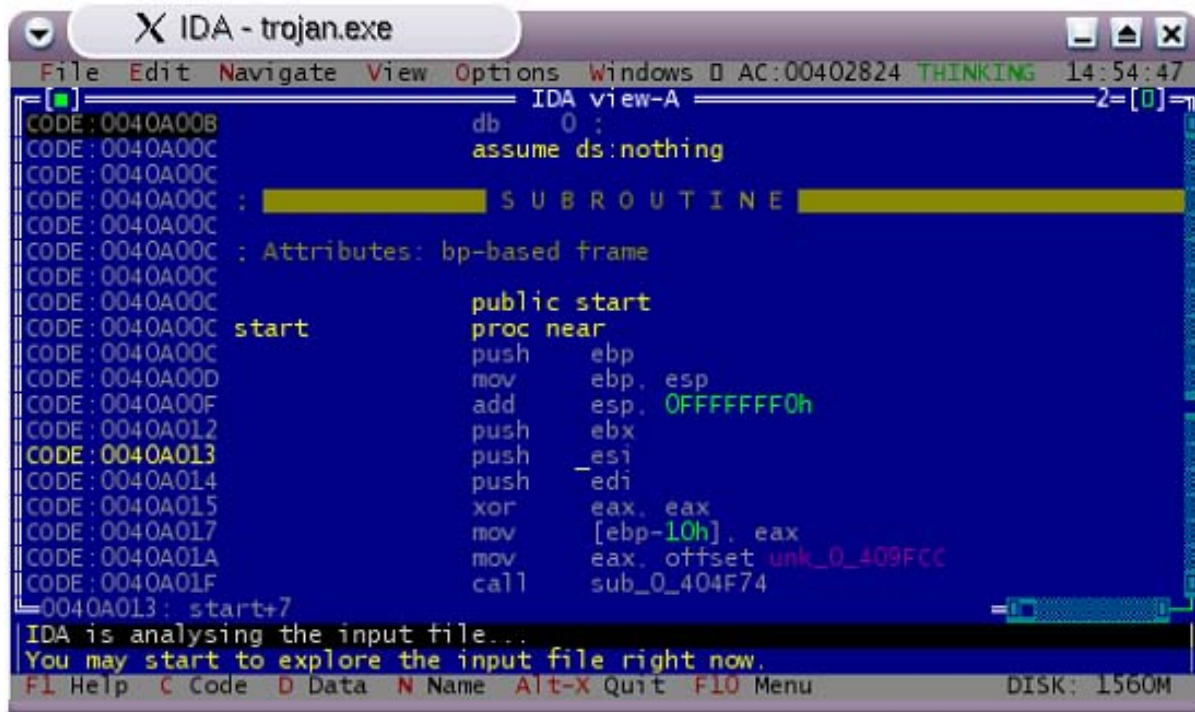 X IDA - trojan.exe
File Edit Navigate View Options Windows AC:00402824 THINKING 14:54:47
IDA view-A 2
CODE:0040A00B db 0 ;
CODE:0040A00C assume ds:nothing
CODE:0040A00C
CODE:0040A00C ; S U B R O U T I N E
CODE:0040A00C
CODE:0040A00C ; Attributes: bp-based frame
CODE:0040A00C
CODE:0040A00C public start
CODE:0040A00C start proc near
CODE:0040A00C push ebp
CODE:0040A00D mov ebp, esp
CODE:0040A00F add esp, 0FFFFFFF0h
CODE:0040A012 push ebx
CODE:0040A013 push esi
CODE:0040A014 push edi
CODE:0040A015 xor eax, eax
CODE:0040A017 mov [ebp-10h], eax
CODE:0040A01A mov eax, offset unk_0_409FCC
CODE:0040A01F call sub_0_404F74
0040A013: start+7
IDA is analysing the input file...
You may start to explore the input file right now.
F1 Help C Code D Data N Name Alt-X Quit F10 Menu DISK: 1560M